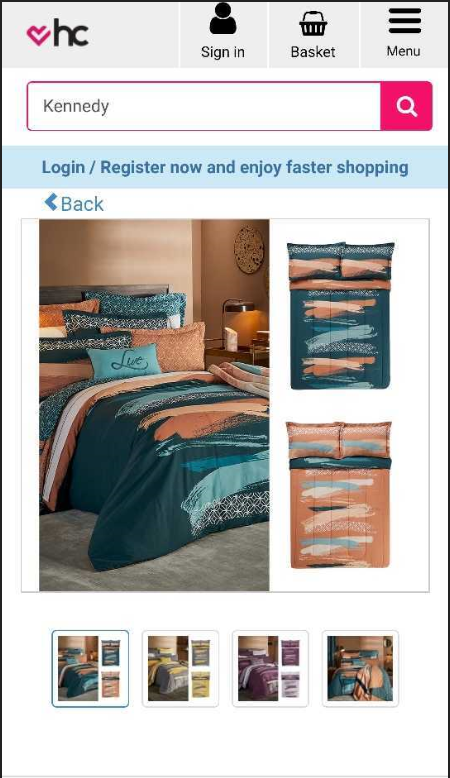 hc
Sign in
Basket
Menu
Kennedy
Login / Register now and enjoy faster shopping
Back
Live